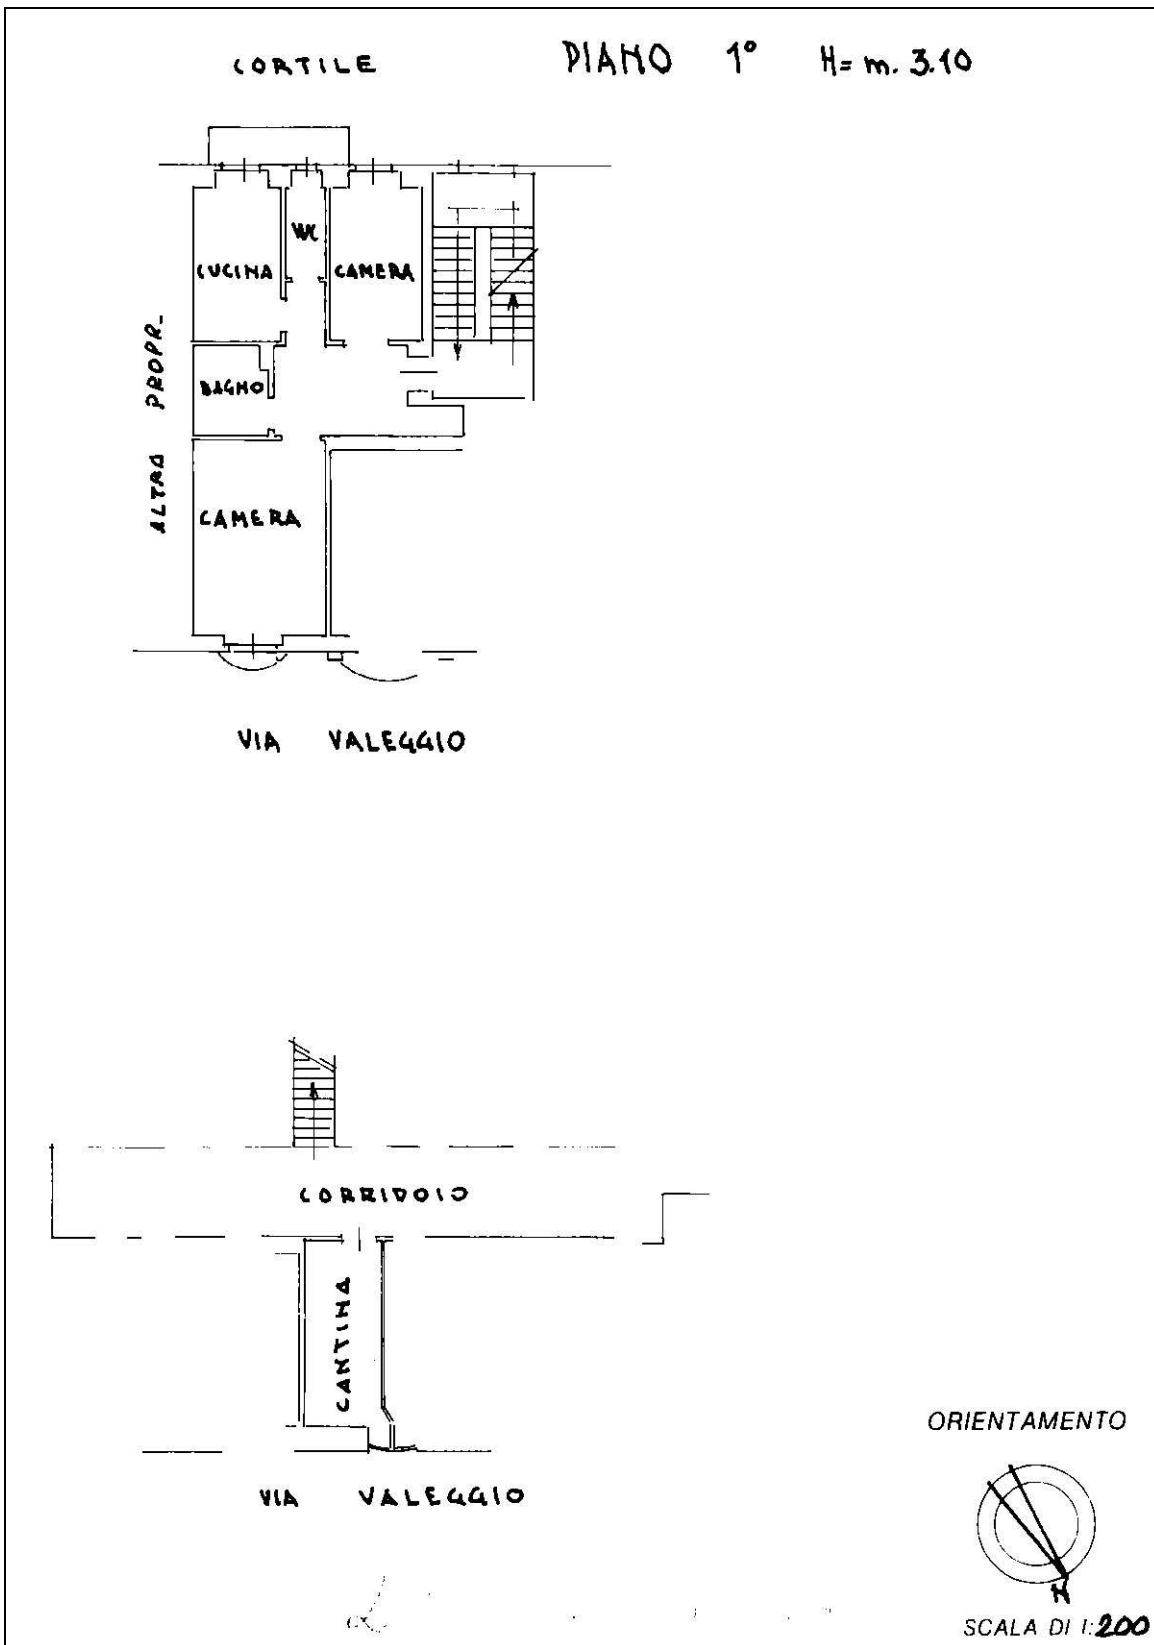 CORTILE
PIANO 1° H= m. 3.10
WC
CUCINA
CAMERA
BAGNO
ALTRA PROPR.
CAMERA
VIA VALEGGIO
CORRIDOIO
CANTINA
VIA VALEGGIO
ORIENTAMENTO
N
SCALA DI 1:200